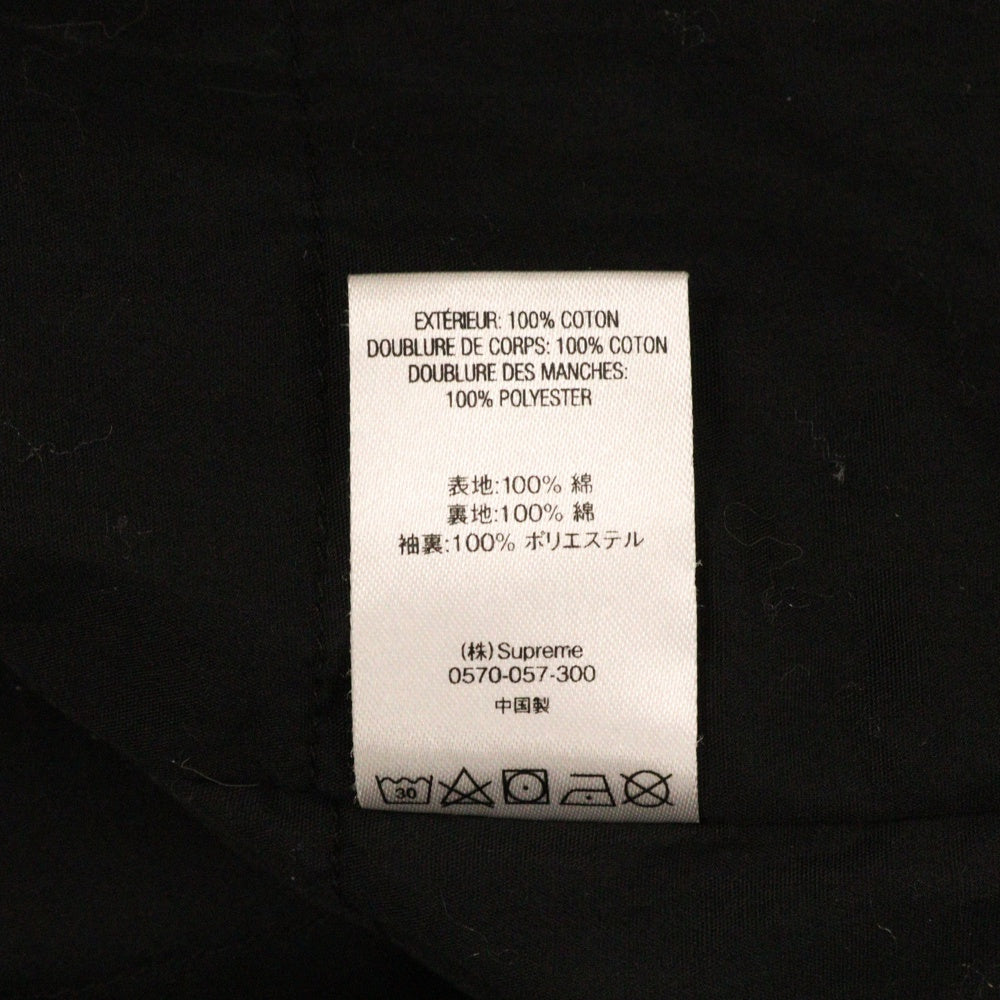 EXTÉRIEUR: 100% COTON
DOUBLURE DE CORPS: 100% COTON
DOUBLURE DES MANCHES:
100% POLYESTER
表地:100% 綿
裏地:100% 綿
袖裏:100% ポリエステル
(株)Supreme
0570-057-300
中国製
30